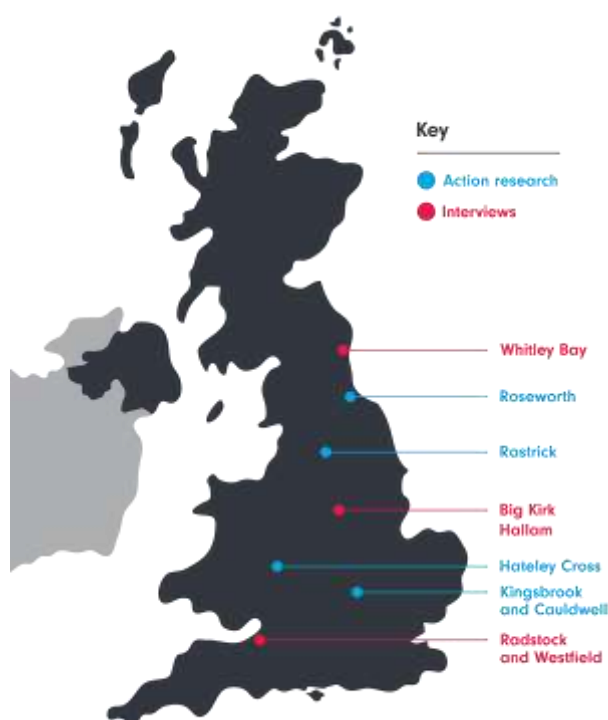 Key
Action research
Interviews
Whitley Bay
Roseworth
Rastrick
Big Kirk
Hallam
Hateley Cross
Kingsbrook
and Cauldwell
Radstock
and Westfield